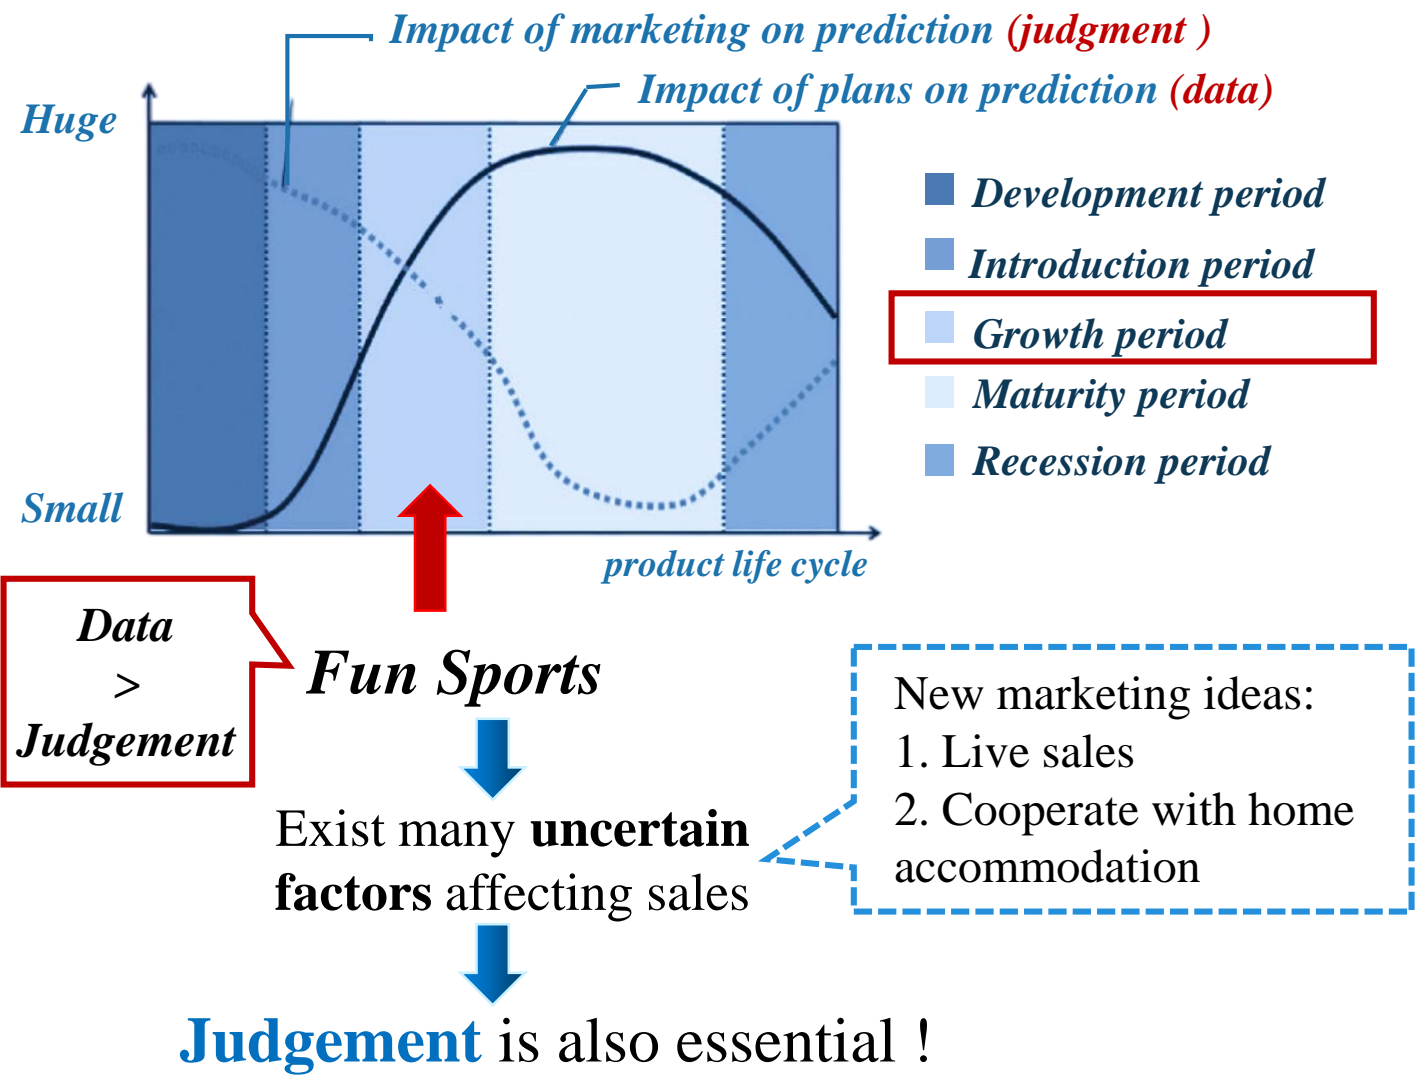 Impact of marketing on prediction (judgment )
Impact of plans on prediction (data)
Huge
Small
product life cycle
Development period
Introduction period
Growth period
Maturity period
Recession period
Data
>
Judgement
Fun Sports
Exist many uncertain
factors affecting sales
New marketing ideas:
1. Live sales
2. Cooperate with home
accommodation
Judgement is also essential !